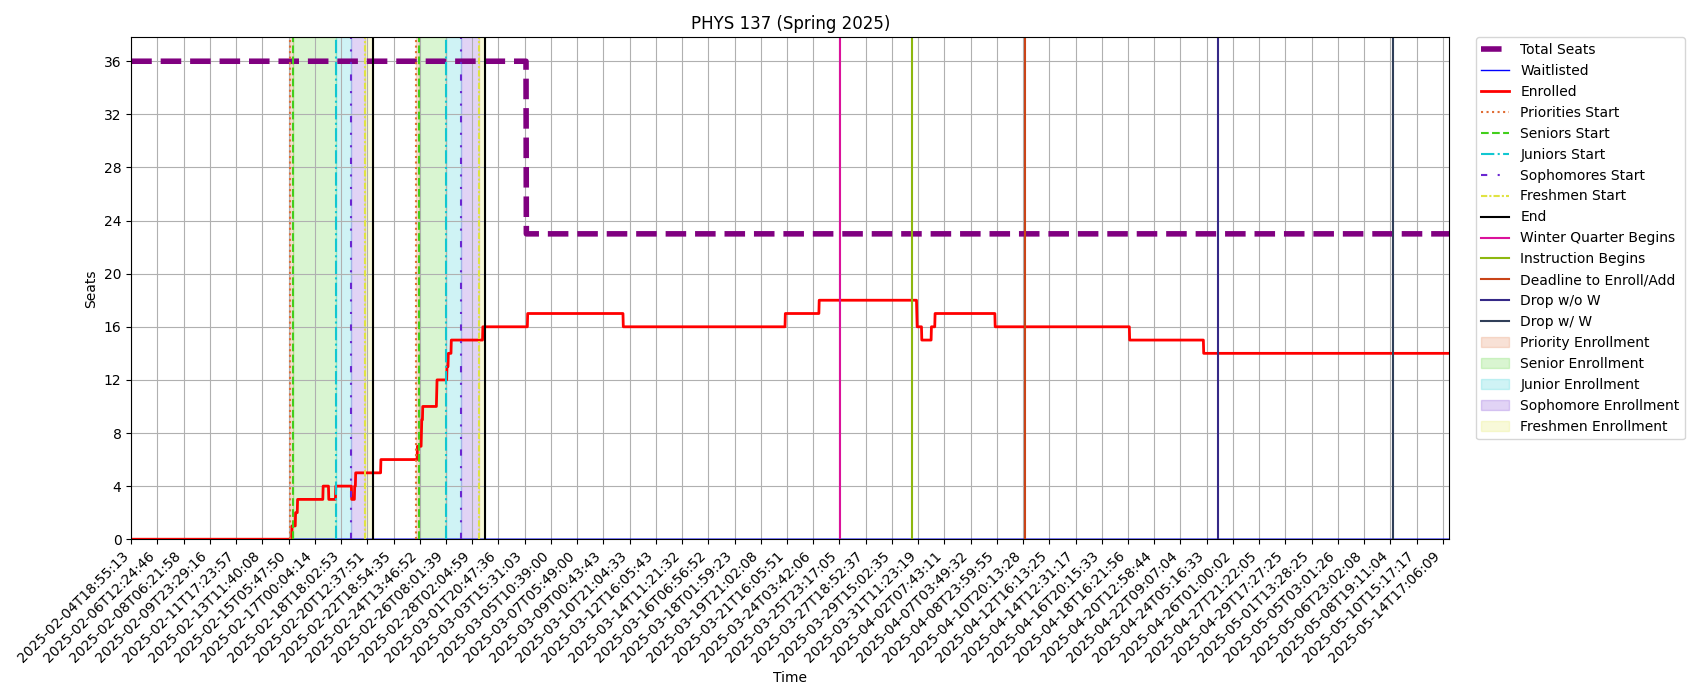 PHYS 137 (Spring 2025)
Seats
36
32
28
24
20
16
12
8
4
0
2025-02-04T18:55:13
2025-02-06T12:24:46
2025-02-08T06:21:58
2025-02-09T23:29:16
2025-02-11T17:23:57
2025-02-13T11:40:08
2025-02-15T05:47:50
2025-02-17T00:04:14
2025-02-18T18:02:53
2025-02-20T12:37:51
2025-02-22T18:54:35
2025-02-24T13:46:52
2025-02-26T08:01:39
2025-02-28T02:04:59
2025-03-01T20:47:36
2025-03-03T15:31:03
2025-03-05T10:39:00
2025-03-07T05:49:00
2025-03-09T00:43:43
2025-03-10T21:04:33
2025-03-12T16:05:43
2025-03-14T11:21:32
2025-03-16T06:56:52
2025-03-18T01:59:23
2025-03-19T21:02:08
2025-03-21T16:05:51
2025-03-24T03:42:06
2025-03-25T23:17:05
2025-03-27T18:52:37
2025-03-29T15:02:35
2025-03-31T11:23:19
2025-04-02T07:43:11
2025-04-07T03:49:32
2025-04-08T23:59:55
2025-04-10T20:13:28
2025-04-12T16:13:25
2025-04-14T12:31:17
2025-04-16T20:15:33
2025-04-18T16:21:56
2025-04-20T12:58:44
2025-04-22T09:07:04
2025-04-24T05:16:33
2025-04-26T01:00:02
2025-04-27T21:22:05
2025-04-29T17:27:25
2025-05-01T13:28:25
2025-05-05T03:01:26
2025-05-06T23:02:08
2025-05-08T19:11:04
2025-05-10T15:17:17
2025-05-14T17:06:09
Time
Total Seats
Waitlisted
Enrolled
Priorities Start
Seniors Start
Juniors Start
Sophomores Start
Freshmen Start
End
Winter Quarter Begins
Instruction Begins
Deadline to Enroll/Add
Drop w/o W
Drop w/ W
Priority Enrollment
Senior Enrollment
Junior Enrollment
Sophomore Enrollment
Freshmen Enrollment